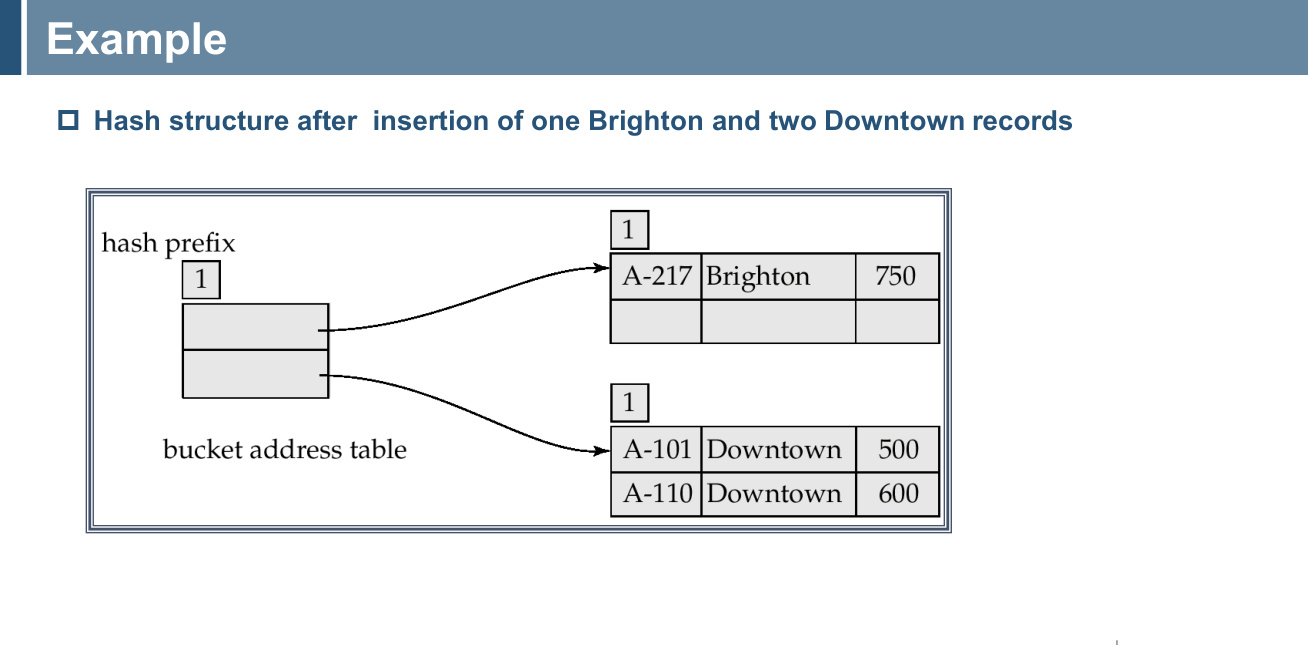 Example
Hash structure after  insertion of one Brighton and two Downtown records
hash prefix
1
bucket address table
1
A-217 Brighton 750
1
A-101 Downtown 500
A-110 Downtown 600